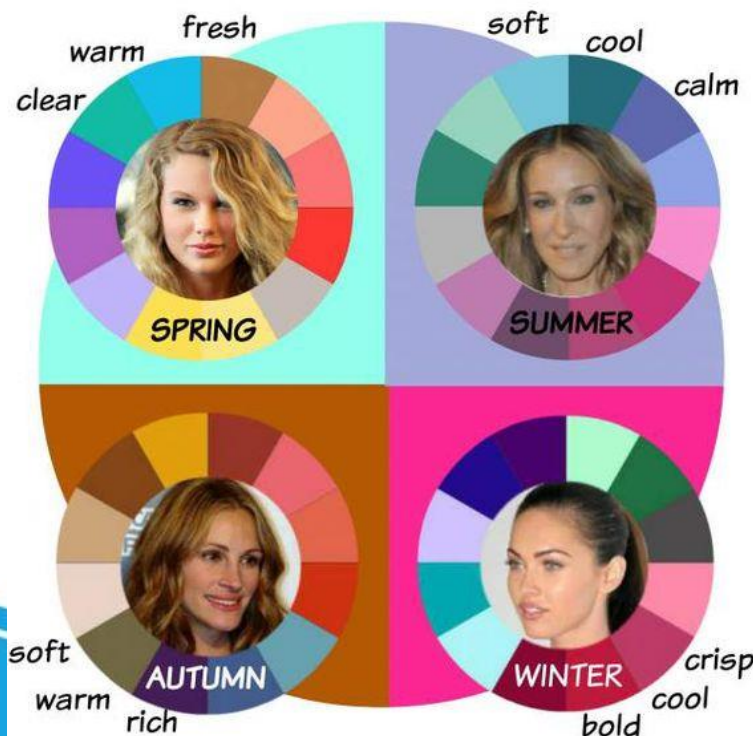 fresh
warm
clear
soft
cool
calm
SPRING
SUMMER
soft
warm
rich
AUTUMN
WINTER
crisp
cool
bold